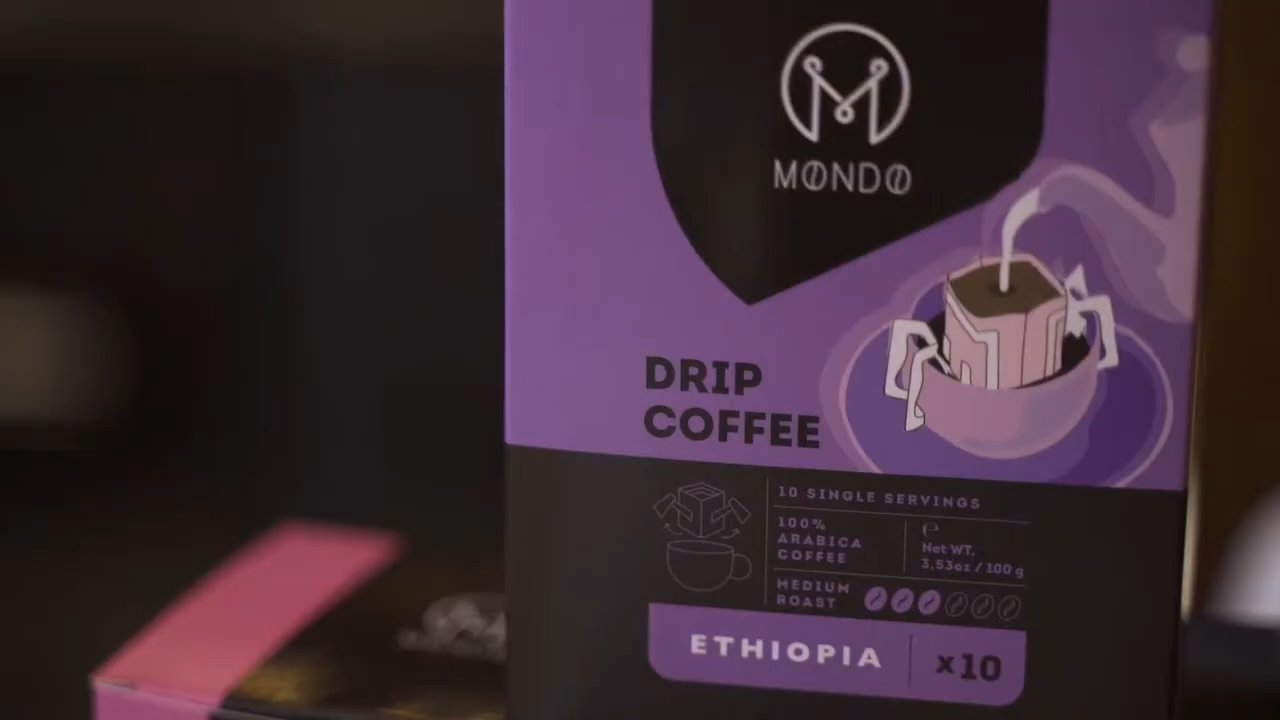 MONDO
DRIP
COFFEE
10 SINGLE SERVINGS
100%
ARABICA
COFFEE
℮
Net WT.
3,53oz / 100 g
MEDIUM
ROAST
ETHIOPIA
x10